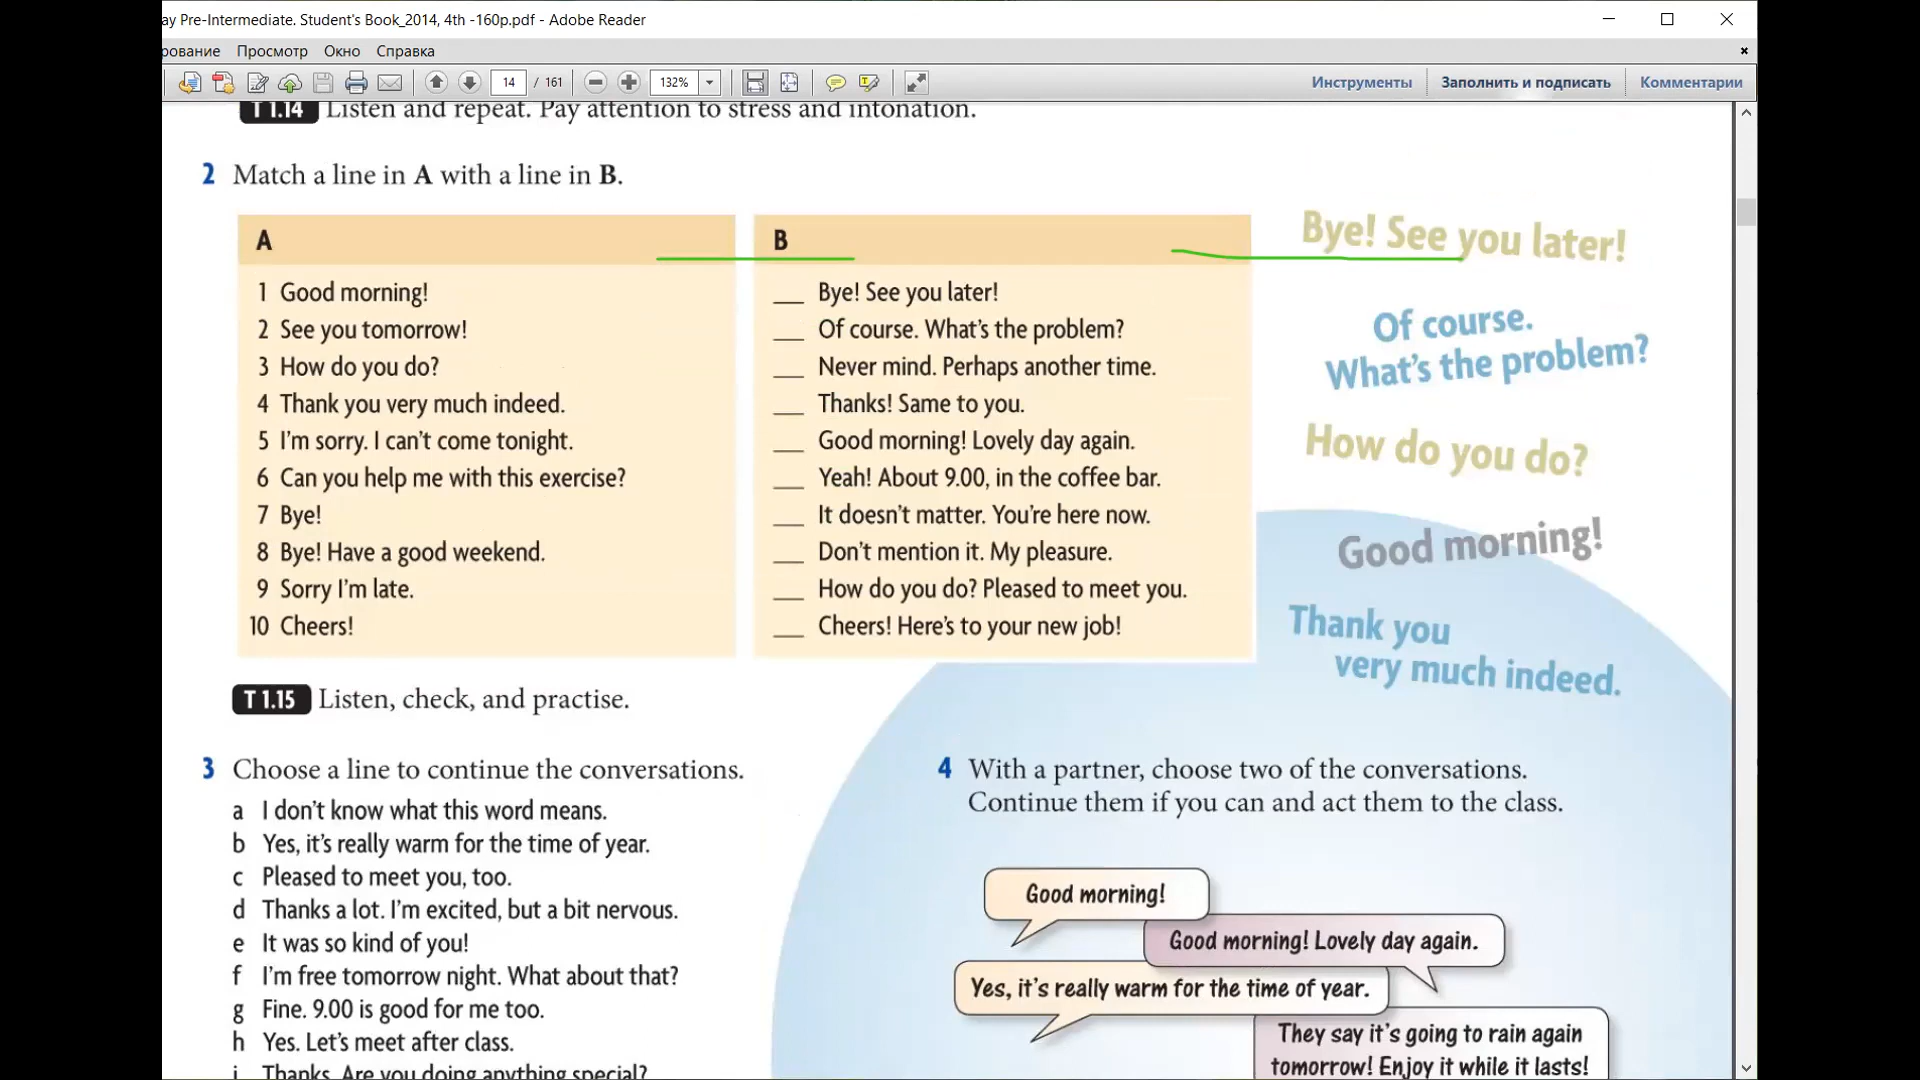 ay Pre-Intermediate. Student's Book_2014, 4th -160p.pdf - Adobe Reader
рование Просмотр Окно Справка
14 / 161 132% Инструменты Заполнить и подписать Комментарии
T 1.14 Listen and repeat. Pay attention to stress and intonation.
2 Match a line in A with a line in B.
A
1 Good morning!
2 See you tomorrow!
3 How do you do?
4 Thank you very much indeed.
5 I'm sorry. I can't come tonight.
6 Can you help me with this exercise?
7 Bye!
8 Bye! Have a good weekend.
9 Sorry I'm late.
10 Cheers!
B
___ Bye! See you later!
___ Of course. What's the problem?
___ Never mind. Perhaps another time.
___ Thanks! Same to you.
___ Good morning! Lovely day again.
___ Yeah! About 9.00, in the coffee bar.
___ It doesn't matter. You're here now.
___ Don't mention it. My pleasure.
___ How do you do? Pleased to meet you.
___ Cheers! Here's to your new job!
Bye! See you later!
Of course.
What's the problem?
How do you do?
Good morning!
Thank you
very much indeed.
T 1.15 Listen, check, and practise.
3 Choose a line to continue the conversations.
a I don't know what this word means.
b Yes, it's really warm for the time of year.
c Pleased to meet you, too.
d Thanks a lot. I'm excited, but a bit nervous.
e It was so kind of you!
f I'm free tomorrow night. What about that?
g Fine. 9.00 is good for me too.
h Yes. Let's meet after class.
i Thanks. Are you doing anything special?
4 With a partner, choose two of the conversations.
Continue them if you can and act them to the class.
Good morning!
Good morning! Lovely day again.
Yes, it's really warm for the time of year.
They say it's going to rain again
tomorrow! Enjoy it while it lasts!